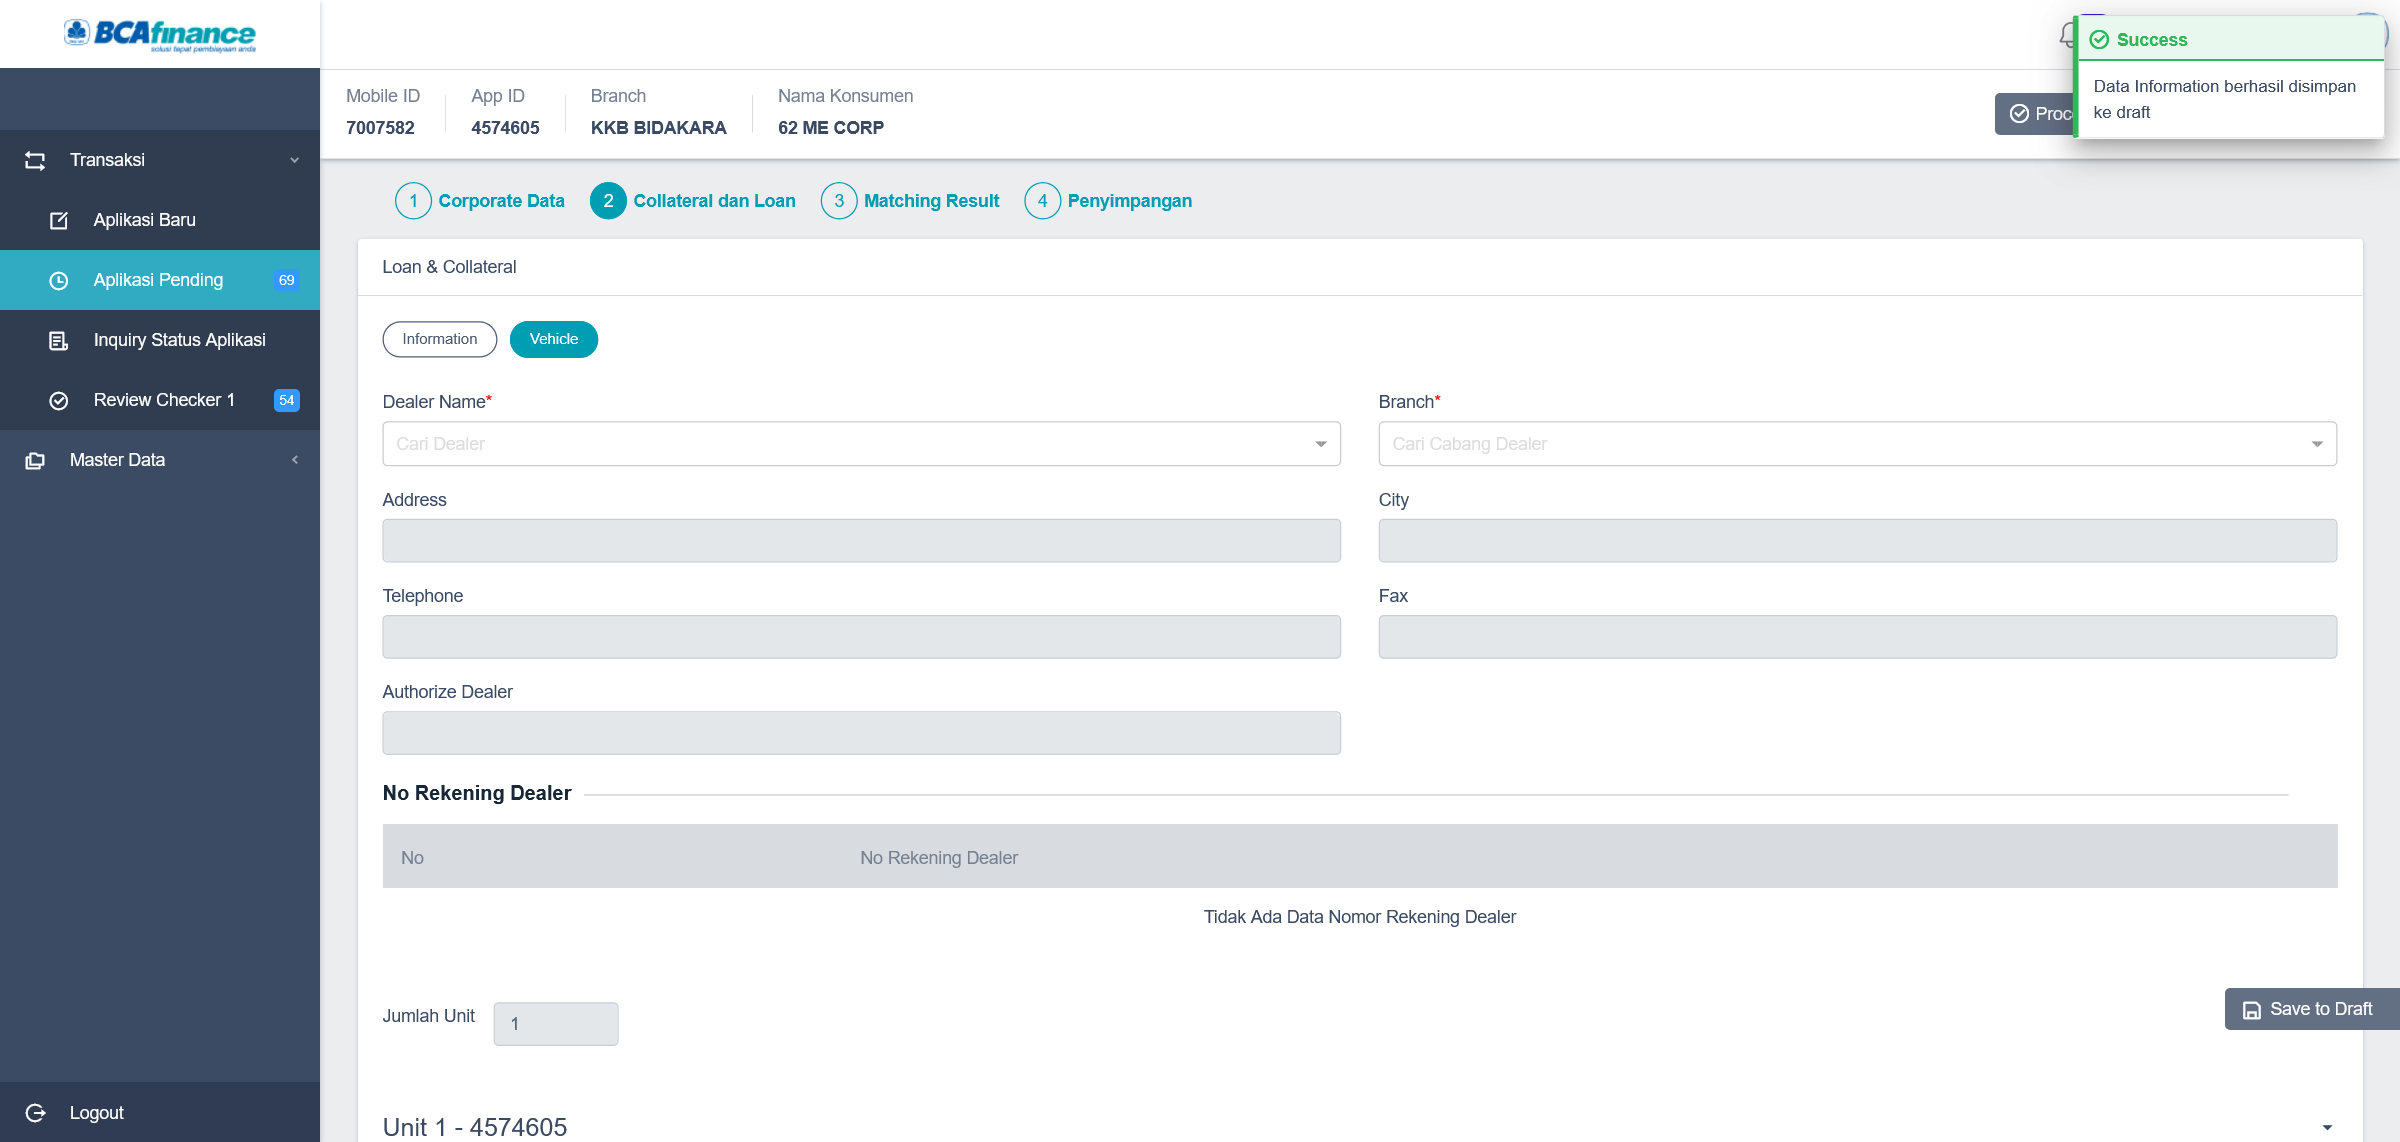 BCAfinance
solusi tepat pembiayaan anda
Success
Data Information berhasil disimpan
ke draft
Mobile ID
7007582
App ID
4574605
Branch
KKB BIDAKARA
Nama Konsumen
62 ME CORP
Transaksi
Aplikasi Baru
Aplikasi Pending 69
Inquiry Status Aplikasi
Review Checker 1 54
Master Data
Logout
1 Corporate Data
2 Collateral dan Loan
3 Matching Result
4 Penyimpangan
Loan & Collateral
Information
Vehicle
Dealer Name*
Cari Dealer
Branch*
Cari Cabang Dealer
Address
City
Telephone
Fax
Authorize Dealer
No Rekening Dealer
No
No Rekening Dealer
Tidak Ada Data Nomor Rekening Dealer
Jumlah Unit 1
Save to Draft
Unit 1 - 4574605